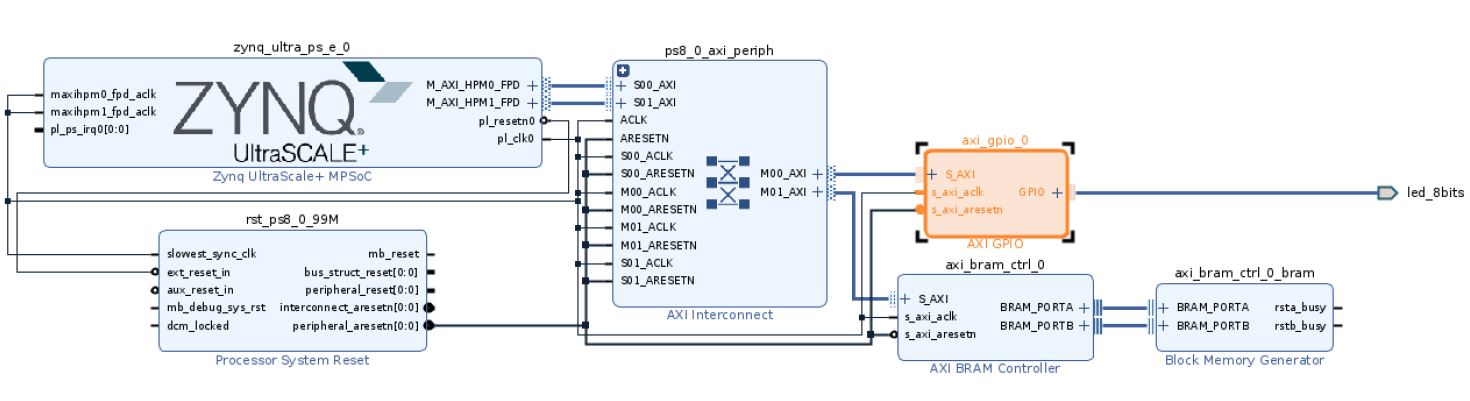 zynq_ultra_ps_e_0
maxihpm0_fpd_aclk
maxihpm1_fpd_aclk
pl_ps_irq0[0:0]
ZYNQ
UltraSCALE+
M_AXI_HPM0_FPD
M_AXI_HPM1_FPD
pl_resetn0
pl_clk0
Zynq UltraScale+ MPSoC
rst_ps8_0_99M
slowest_sync_clk
ext_reset_in
aux_reset_in
mb_debug_sys_rst
dcm_locked
mb_reset
bus_struct_reset[0:0]
peripheral_reset[0:0]
interconnect_aresetn[0:0]
peripheral_aresetn[0:0]
Processor System Reset
ps8_0_axi_periph
S00_AXI
S01_AXI
ACLK
ARESETN
S00_ACLK
S00_ARESETN
M00_ACLK
M00_ARESETN
M01_ACLK
M01_ARESETN
S01_ACLK
S01_ARESETN
M00_AXI
M01_AXI
AXI Interconnect
axi_gpio_0
S_AXI
s_axi_aclk
s_axi_aresetn
GPIO
AXI GPIO
led_8bits
axi_bram_ctrl_0
S_AXI
s_axi_aclk
s_axi_aresetn
BRAM_PORTA
BRAM_PORTB
AXI BRAM Controller
axi_bram_ctrl_0_bram
BRAM_PORTA
BRAM_PORTB
rsta_busy
rstb_busy
Block Memory Generator